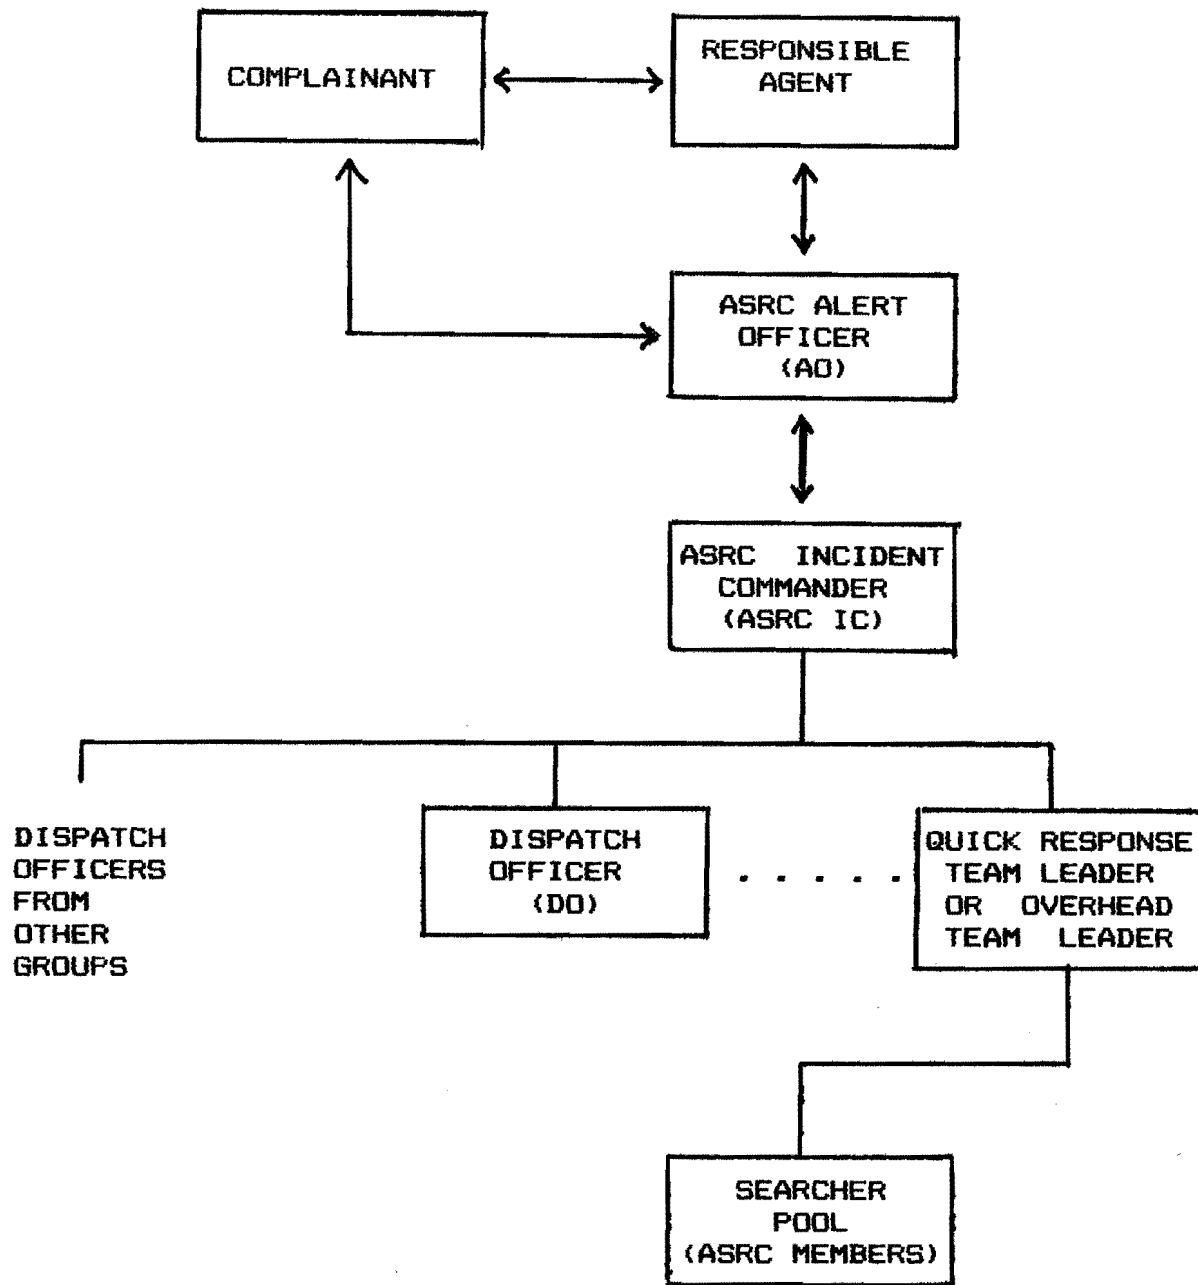 COMPLAINANT
RESPONSIBLE
AGENT
ASRC ALERT
OFFICER
(AO)
ASRC INCIDENT
COMMANDER
(ASRC IC)
DISPATCH
OFFICERS
FROM
OTHER
GROUPS
DISPATCH
OFFICER
(DO)
. . . . .
QUICK RESPONSE
TEAM LEADER
OR OVERHEAD
TEAM LEADER
SEARCHER
POOL
(ASRC MEMBERS)